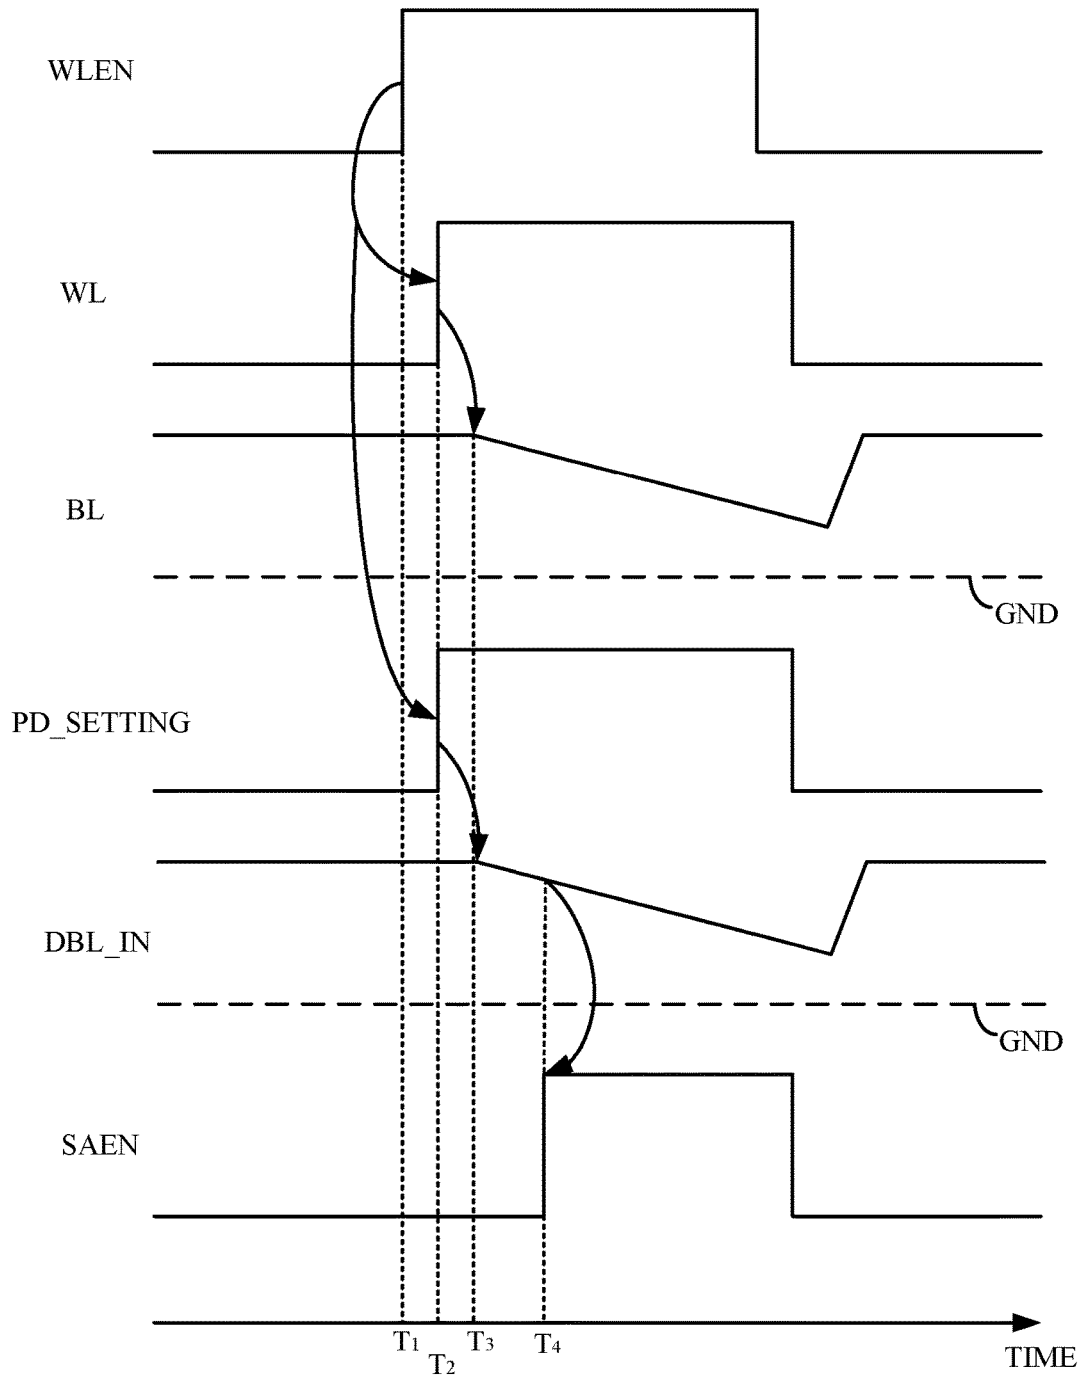 WLEN
WL
BL
GND
PD_SETTING
DBL_IN
GND
SAEN
T1
T2
T3
T4
TIME